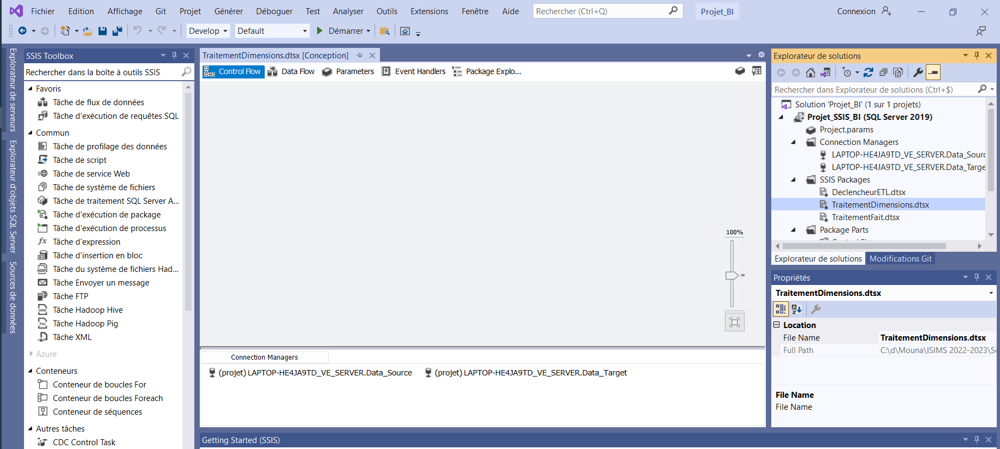 Fichier Edition Affichage Git Projet Générer Déboguer Test Analyser Outils Extensions Fenêtre Aide Rechercher (Ctrl+Q) Projet_BI Connexion
Develop Default Démarrer
Explorateur de serveurs
Explorateur d'objets SQL Server
Sources de données
SSIS Toolbox
Rechercher dans la boîte à outils SSIS
Favoris
Tâche de flux de données
Tâche d'exécution de requêtes SQL
Commun
Tâche de profilage des données
Tâche de script
Tâche de service Web
Tâche de système de fichiers
Tâche de traitement SQL Server A...
Tâche d'exécution de package
Tâche d'exécution de processus
Tâche d'expression
Tâche d'insertion en bloc
Tâche du système de fichiers Had...
Tâche Envoyer un message
Tâche FTP
Tâche Hadoop Hive
Tâche Hadoop Pig
Tâche XML
Azure
Conteneurs
Conteneur de boucles For
Conteneur de boucles Foreach
Conteneur de séquences
Autres tâches
CDC Control Task
TraitementDimensions.dtsx [Conception]
Control Flow Data Flow Parameters Event Handlers Package Explo...
100%
Connection Managers
(projet) LAPTOP-HE4JA9TD_VE_SERVER.Data_Source (projet) LAPTOP-HE4JA9TD_VE_SERVER.Data_Target
Getting Started (SSIS)
Explorateur de solutions
Rechercher dans Explorateur de solutions (Ctrl+$)
Solution 'Projet_BI' (1 sur 1 projets)
Projet_SSIS_BI (SQL Server 2019)
Project.params
Connection Managers
LAPTOP-HE4JA9TD_VE_SERVER.Data_Sourc
LAPTOP-HE4JA9TD_VE_SERVER.Data_Targe
SSIS Packages
DeclencheurETL.dtsx
TraitementDimensions.dtsx
TraitementFait.dtsx
Package Parts
Explorateur de solutions Modifications Git
Propriétés
TraitementDimensions.dtsx
Location
File Name TraitementDimensions.dtsx
Full Path C:\d\Mouna\ISIMS 2022-2023\S
File Name
File Name